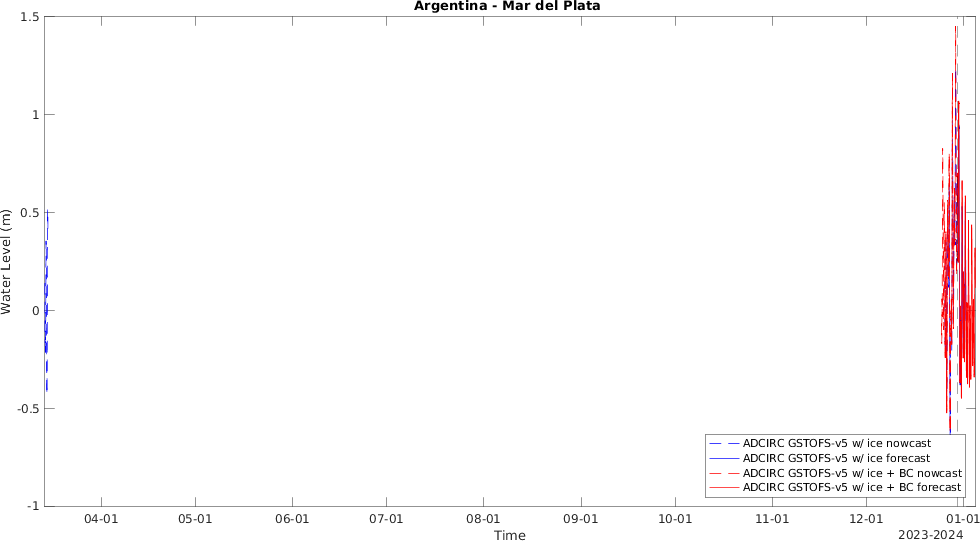 Argentina - Mar del Plata
1.5
1
0.5
0
-0.5
-1
Water Level (m)
04-01 05-01 06-01 07-01 08-01 09-01 10-01 11-01 12-01 01-01
Time
2023-2024
ADCIRC GSTOFS-v5 w/ ice nowcast
ADCIRC GSTOFS-v5 w/ ice forecast
ADCIRC GSTOFS-v5 w/ ice + BC nowcast
ADCIRC GSTOFS-v5 w/ ice + BC forecast